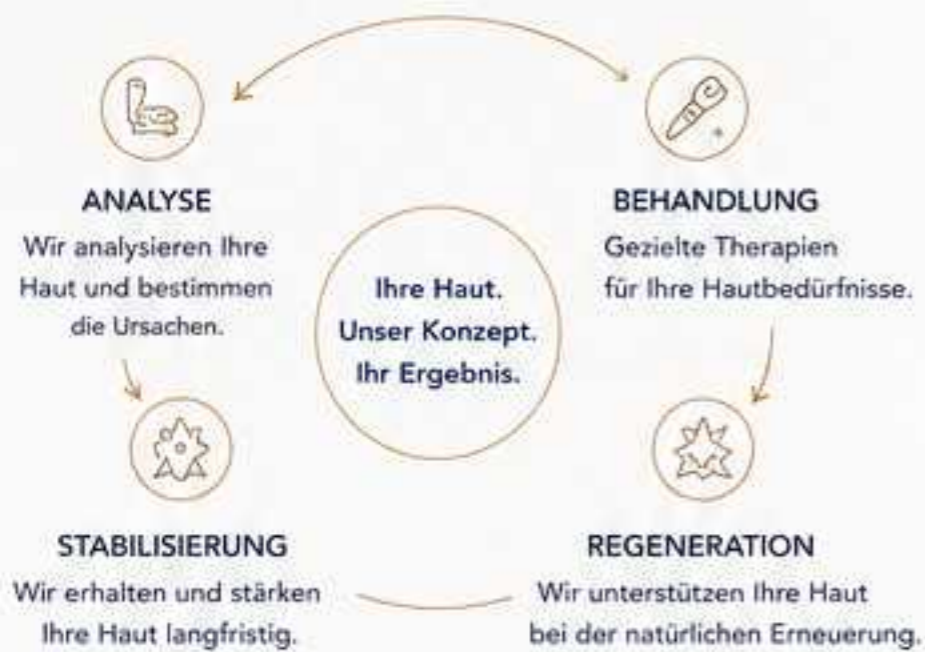 ANALYSE
Wir analysieren Ihre
Haut und bestimmen
die Ursachen.
BEHANDLUNG
Gezielte Therapien
für Ihre Hautbedürfnisse.
Ihre Haut.
Unser Konzept.
Ihr Ergebnis.
STABILISIERUNG
Wir erhalten und stärken
Ihre Haut langfristig.
REGENERATION
Wir unterstützen Ihre Haut
bei der natürlichen Erneuerung.